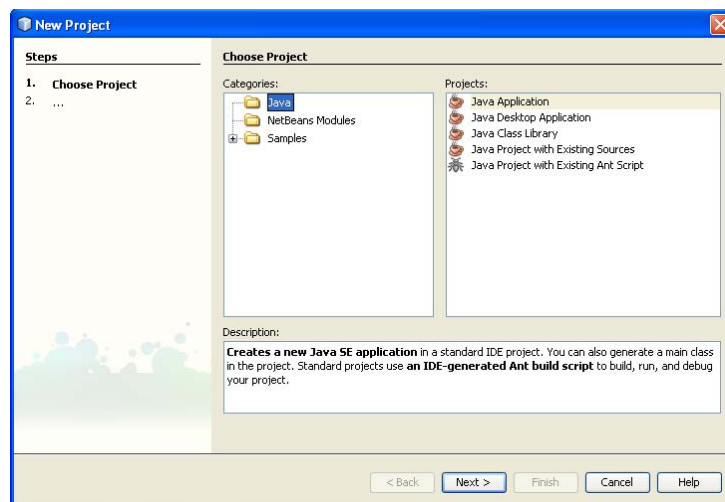 New Project
Steps
1. Choose Project
2. ...
Choose Project
Categories:
Java
NetBeans Modules
Samples
Projects:
Java Application
Java Desktop Application
Java Class Library
Java Project with Existing Sources
Java Project with Existing Ant Script
Description:
Creates a new Java SE application in a standard IDE project. You can also generate a main class
in the project. Standard projects use an IDE-generated Ant build script to build, run, and debug
your project.
< Back
Next >
Finish
Cancel
Help